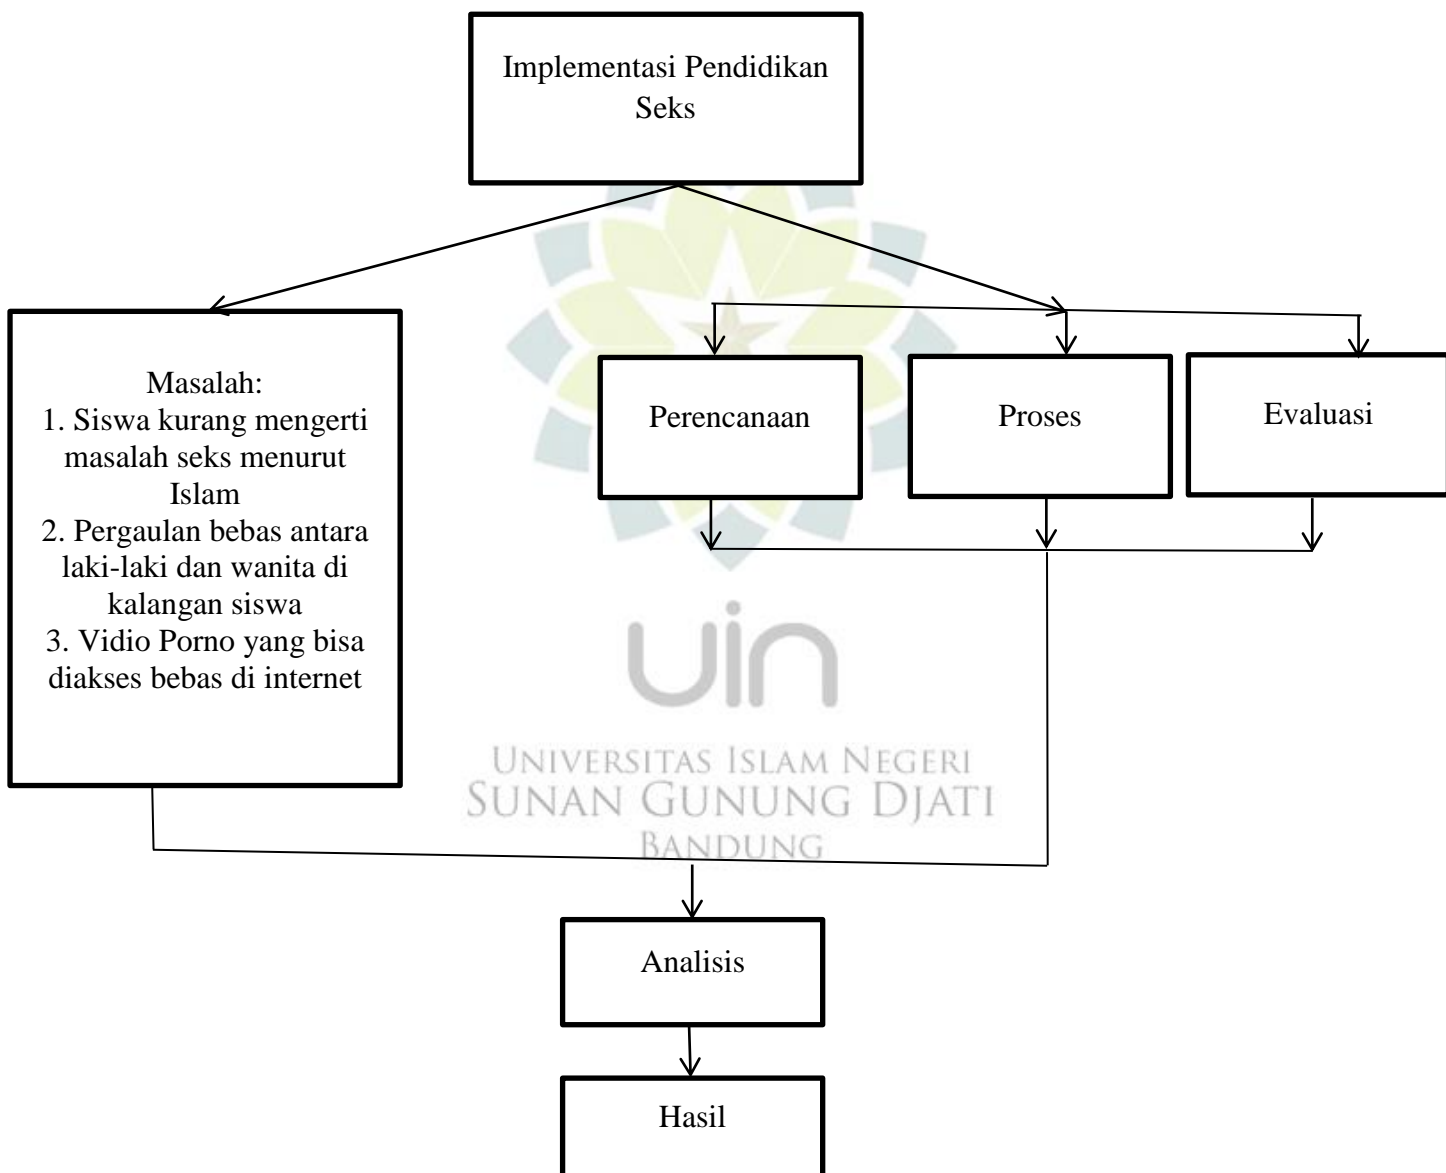 Implementasi Pendidikan
Seks
Masalah:
1. Siswa kurang mengerti
masalah seks menurut
Islam
2. Pergaulan bebas antara
laki-laki dan wanita di
kalangan siswa
3. Vidio Porno yang bisa
diakses bebas di internet
Perencanaan
Proses
Evaluasi
uin
UNIVERSITAS ISLAM NEGERI
SUNAN GUNUNG DJATI
BANDUNG
Analisis
Hasil